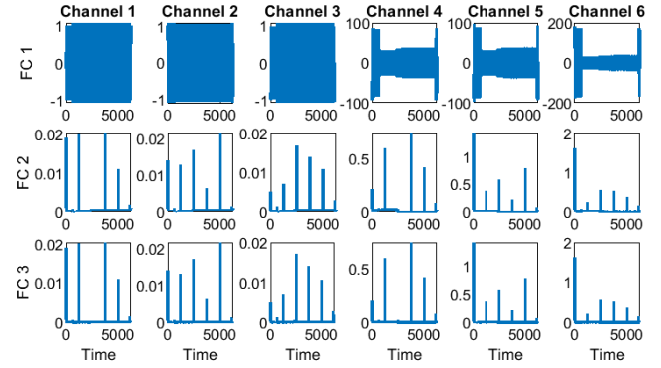 Channel 1 Channel 2 Channel 3 Channel 4 Channel 5 Channel 6
FC 1
1 1 1 100 100 200
0 0 0 0 0 0
-1 -1 -1 -100 -100 -200
0 5000 0 5000 0 5000 0 5000 0 5000 0 5000
FC 2
0.02 0.02 0.02 2
0.5 1 1
0.01 0.01 0.01 0.5
0 0 0 0 0 0
0 5000 0 5000 0 5000 0 5000 0 5000 0 5000
FC 3
0.02 0.02 0.02 2
0.5 1 1
0.01 0.01 0.01 0.5
0 0 0 0 0 0
0 5000 0 5000 0 5000 0 5000 0 5000 0 5000
Time Time Time Time Time Time